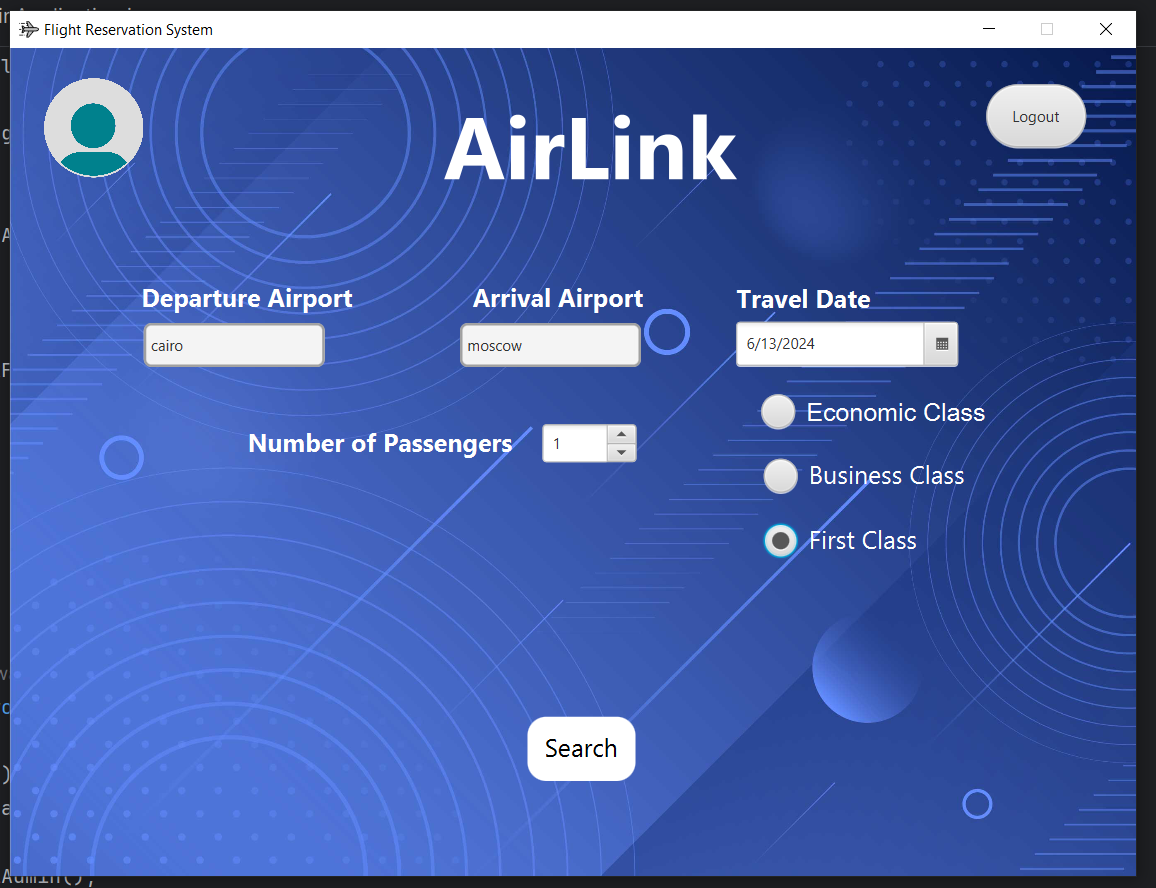 Flight Reservation System
AirLink
Logout
Departure Airport
Arrival Airport
Travel Date
cairo
moscow
6/13/2024
Economic Class
Number of Passengers
1
Business Class
First Class
Search